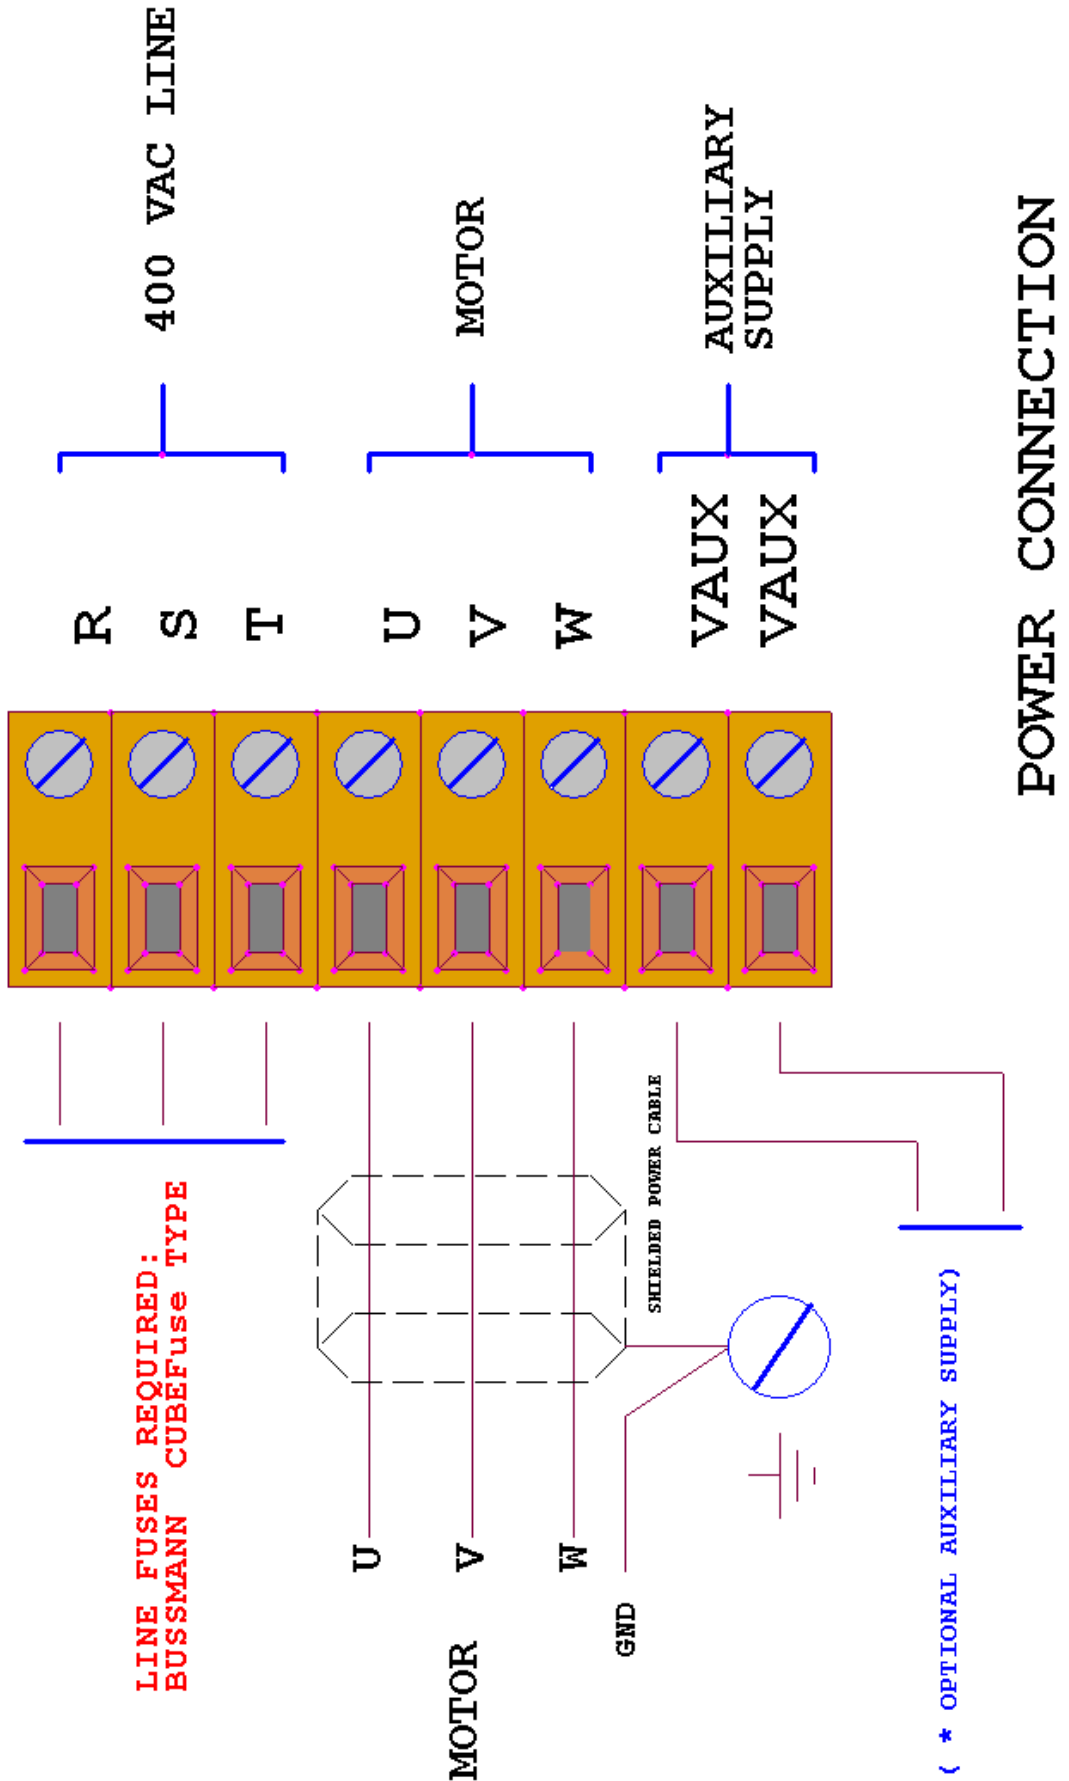 400 VAC LINE
MOTOR
AUXILIARY
SUPPLY
R
S
T
U
V
W
VAUX
VAUX
POWER CONNECTION
LINE FUSES REQUIRED:
BUSSMANN CUBEFuse TYPE
SHIELDED POWER CABLE
U
V
W
GND
MOTOR
( * OPTIONAL AUXILIARY SUPPLY)